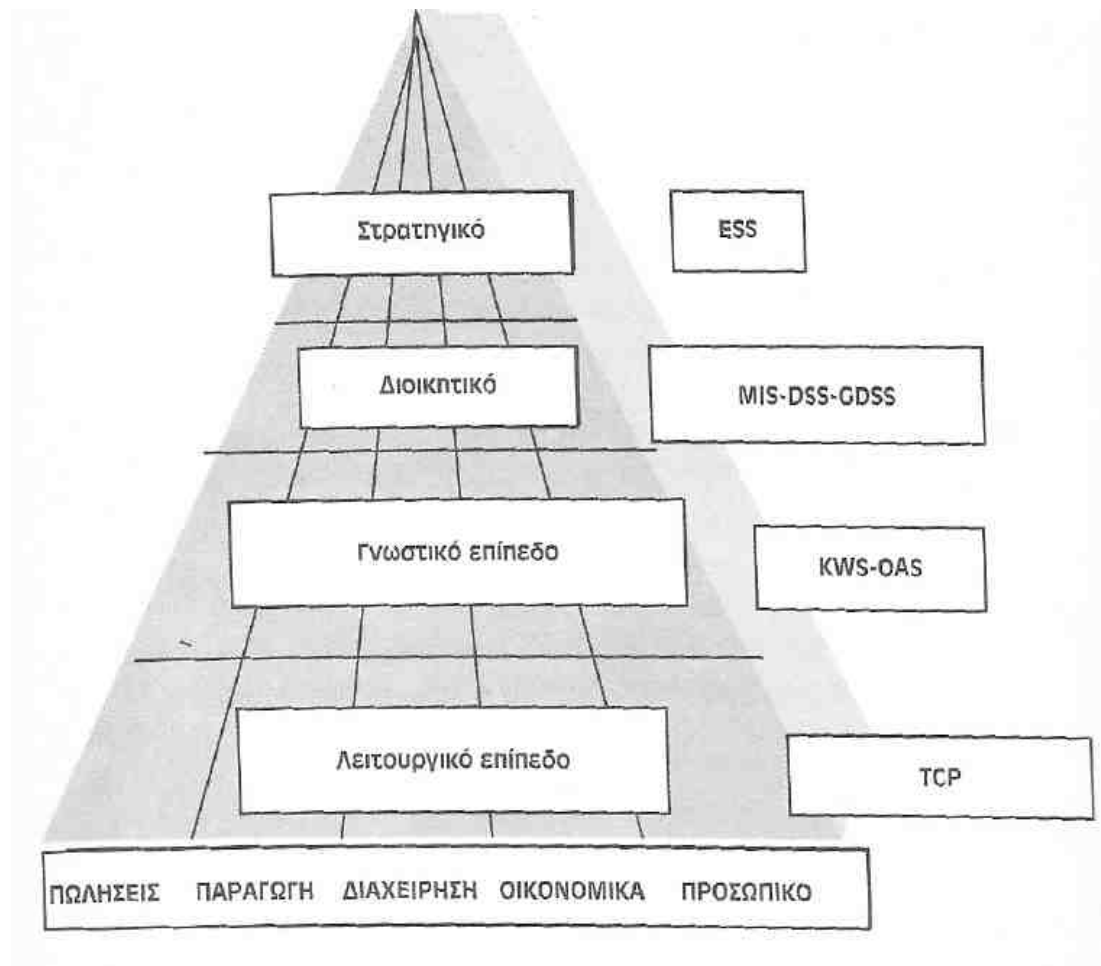 Στρατηγικό
ESS
Διοικητικό
MIS-DSS-GDSS
Γνωστικό επίπεδο
KWS-OAS
Λειτουργικό επίπεδο
TCP
ΠΩΛΗΣΕΙΣ ΠΑΡΑΓΩΓΗ ΔΙΑΧΕΙΡΗΣΗ ΟΙΚΟΝΟΜΙΚΑ ΠΡΟΣΩΠΙΚΟ